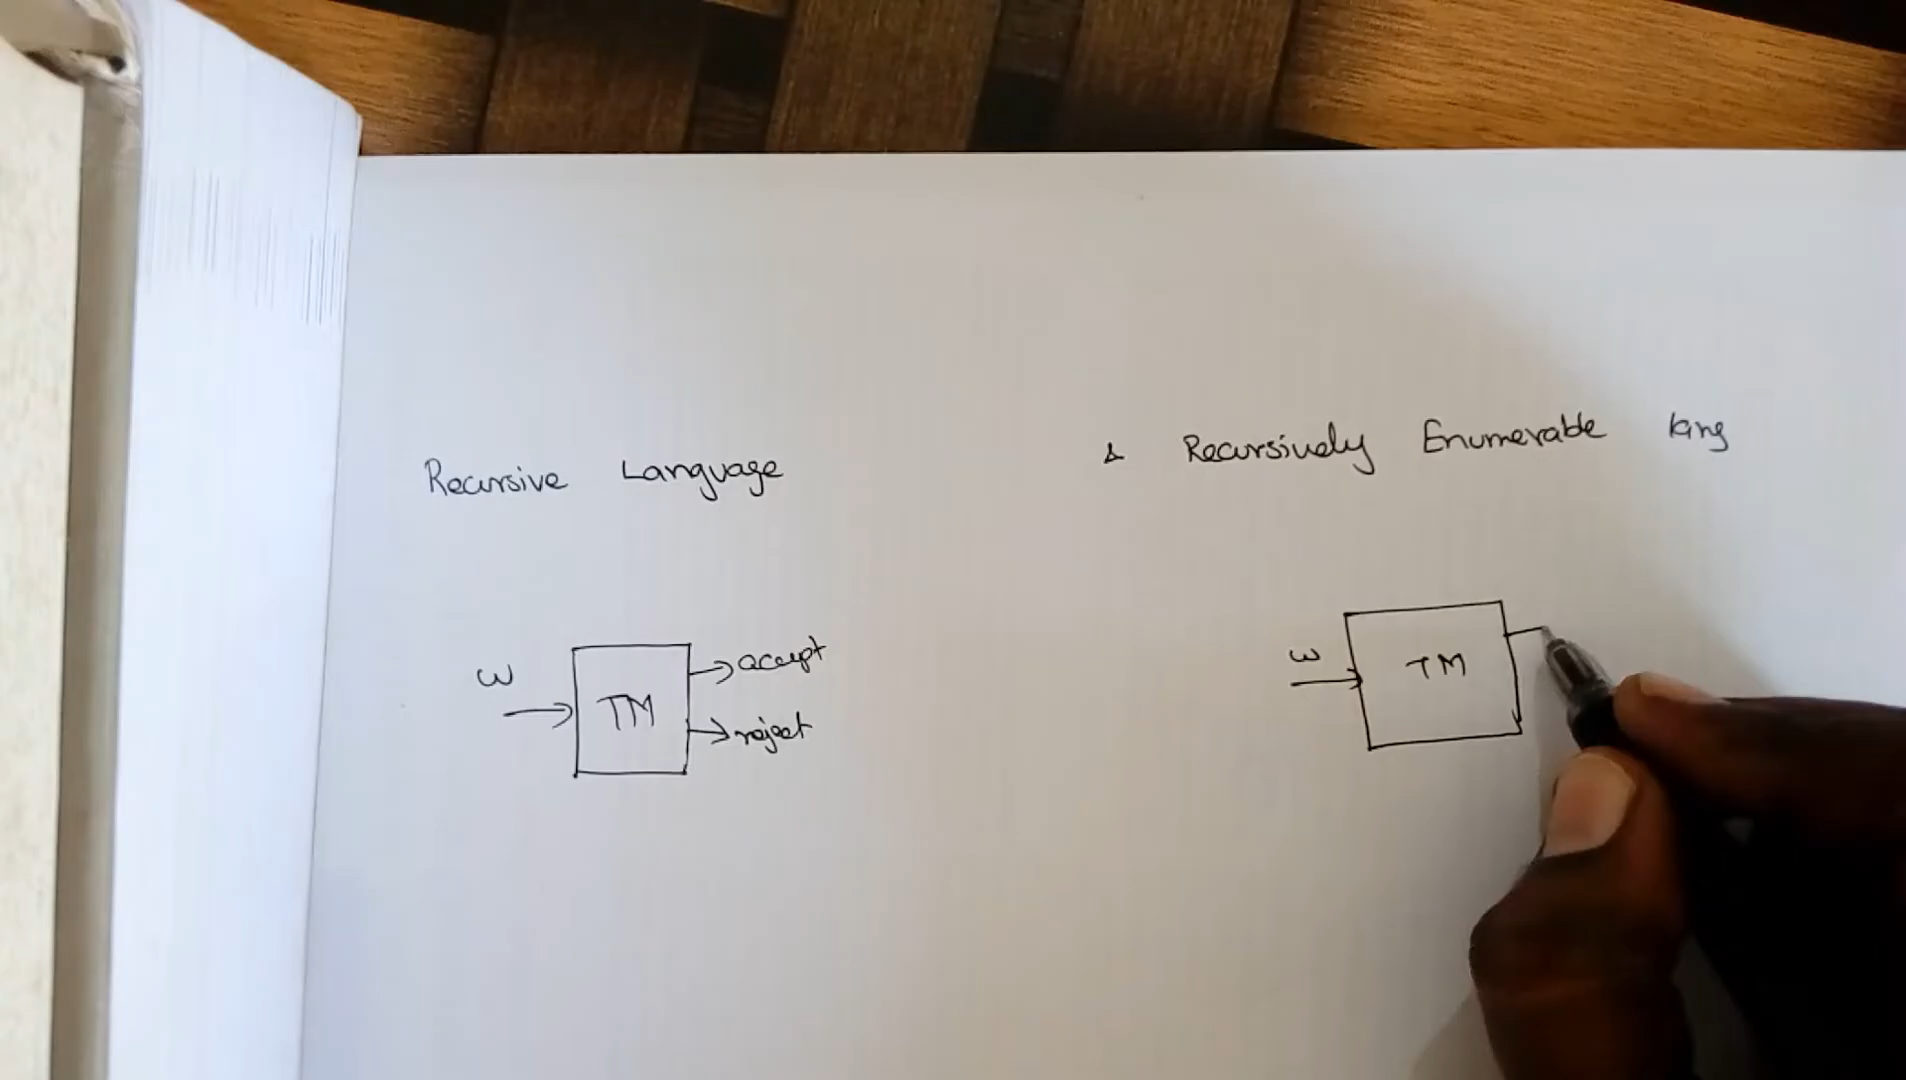 Recursive Language & Recursively Enumerable lang
ω TM accept reject
ω TM